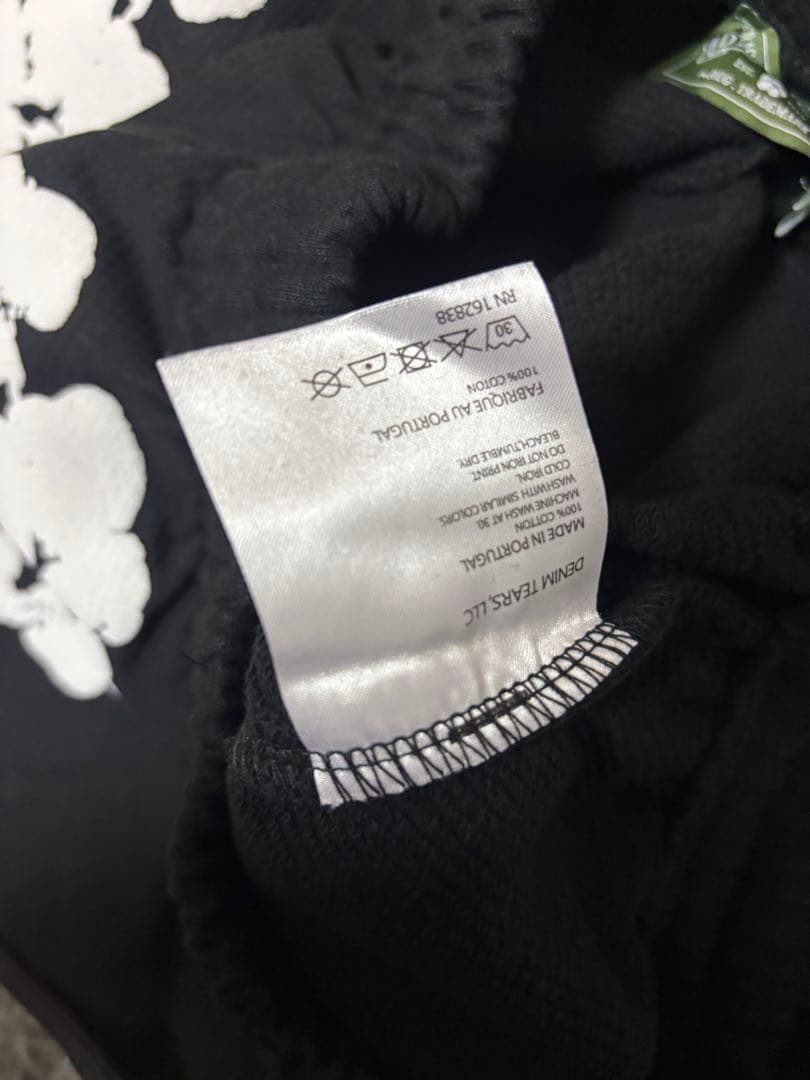 DENIM TEARS, LLC
MADE IN PORTUGAL
100% COTTON
MACHINE WASH AT 30.
WASH WITH SIMILAR COLORS.
COLD IRON.
DO NOT IRON PRINT.
BLEACH,TUMBLE DRY.
FABRIQUE AU PORTUGAL
100% COTTON
30
RN 162838